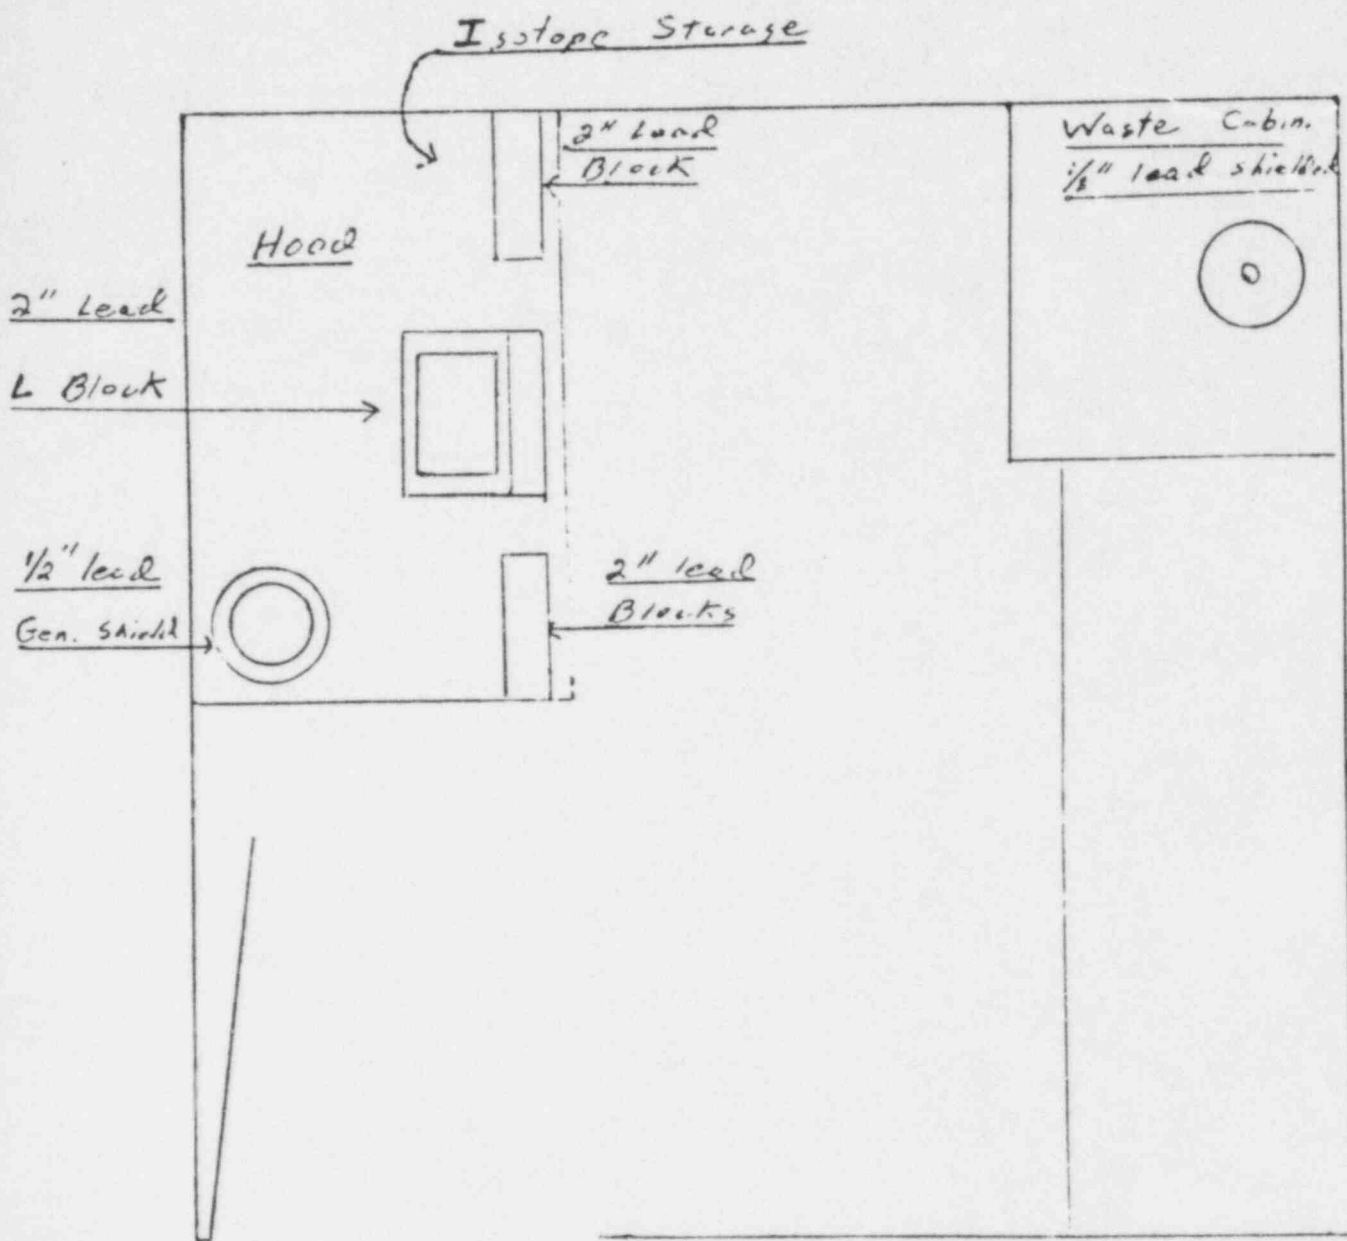 Isotope Storage
2" Lead
Block
Waste Cabin.
1/8" lead shielded
Hood
2" Lead
L Block
1/2" lead
Gen. Shield
2" lead
Blocks